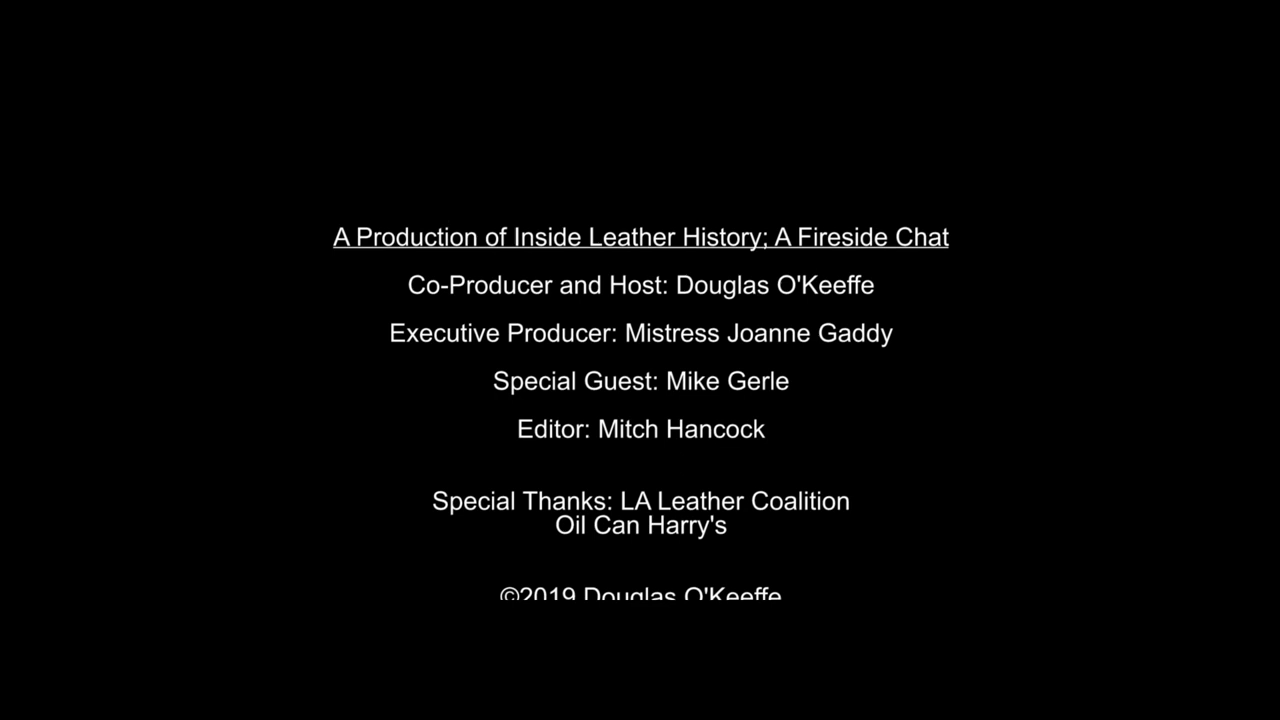 A Production of Inside Leather History; A Fireside Chat
Co-Producer and Host: Douglas O'Keeffe
Executive Producer: Mistress Joanne Gaddy
Special Guest: Mike Gerle
Editor: Mitch Hancock
Special Thanks: LA Leather Coalition
Oil Can Harry's
©2019 Douglas O'Keeffe